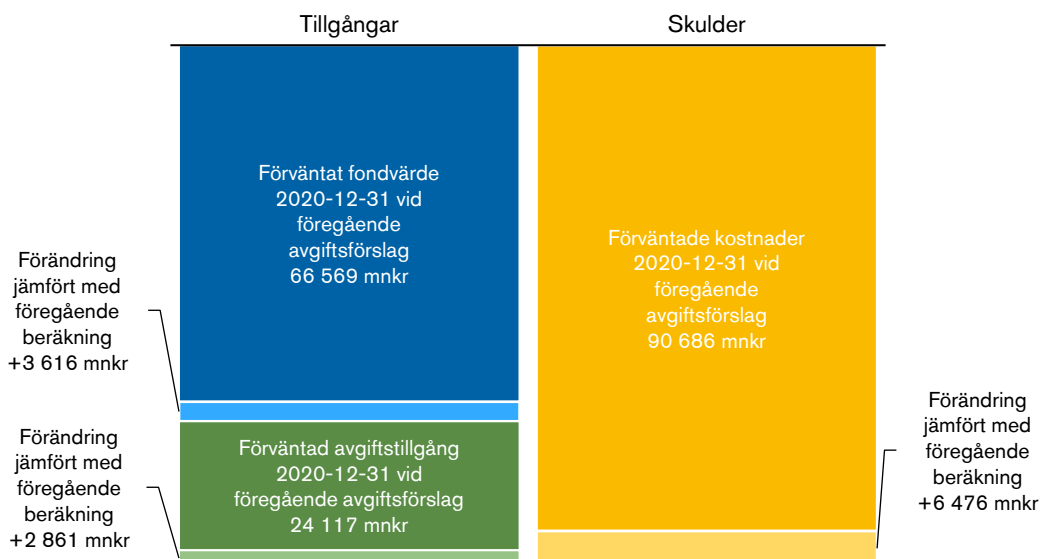 Tillgångar
Skulder
Förväntat fondvärde
2020-12-31 vid
föregående
avgiftsförslag
66 569 mnkr
Förändring
jämfört med
föregående
beräkning
+3 616 mnkr
Förväntad avgiftstillgång
2020-12-31 vid
föregående avgiftsförslag
24 117 mnkr
Förändring
jämfört med
föregående
beräkning
+2 861 mnkr
Förväntade kostnader
2020-12-31 vid
föregående
avgiftsförslag
90 686 mnkr
Förändring
jämfört med
föregående
beräkning
+6 476 mnkr